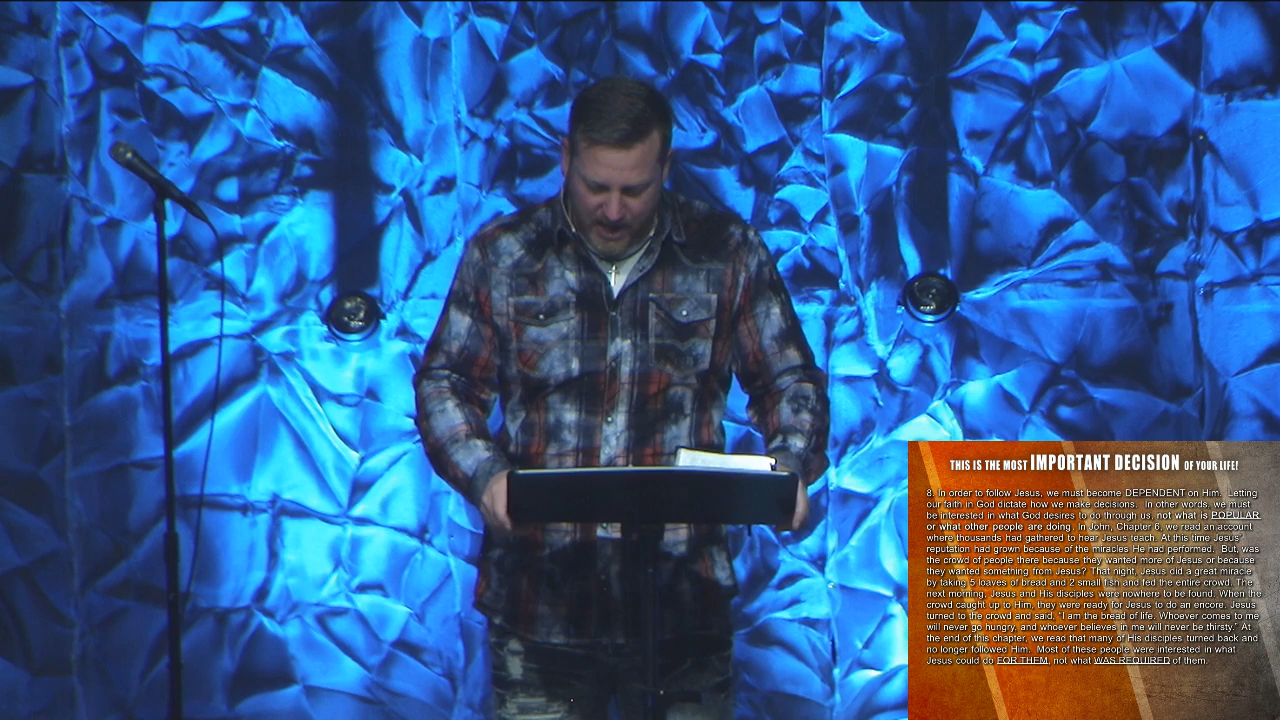 THIS IS THE MOST IMPORTANT DECISION OF YOUR LIFE!
8. In order to follow Jesus, we must become DEPENDENT on Him. Letting
our faith in God dictate how we make decisions. In other words, we must
be interested in what God desires to do through us, not what is POPULAR
or what other people are doing. In John, Chapter 6, we read an account
where thousands had gathered to hear Jesus teach. At this time Jesus'
reputation had grown because of the miracles He had performed. But, was
the crowd of people there because they wanted more of Jesus or because
they wanted something from Jesus? That night, Jesus did a great miracle
by taking 5 loaves of bread and 2 small fish and fed the entire crowd. The
next morning, Jesus and His disciples were nowhere to be found. When the
crowd caught up to Him, they were ready for Jesus to do an encore. Jesus
turned to the crowd and said, "I am the bread of life. Whoever comes to me
will never go hungry, and whoever believes in me will never be thirsty." At
the end of this chapter, we read that many of His disciples turned back and
no longer followed Him. Most of these people were interested in what
Jesus could do FOR THEM, not what WAS REQUIRED of them.